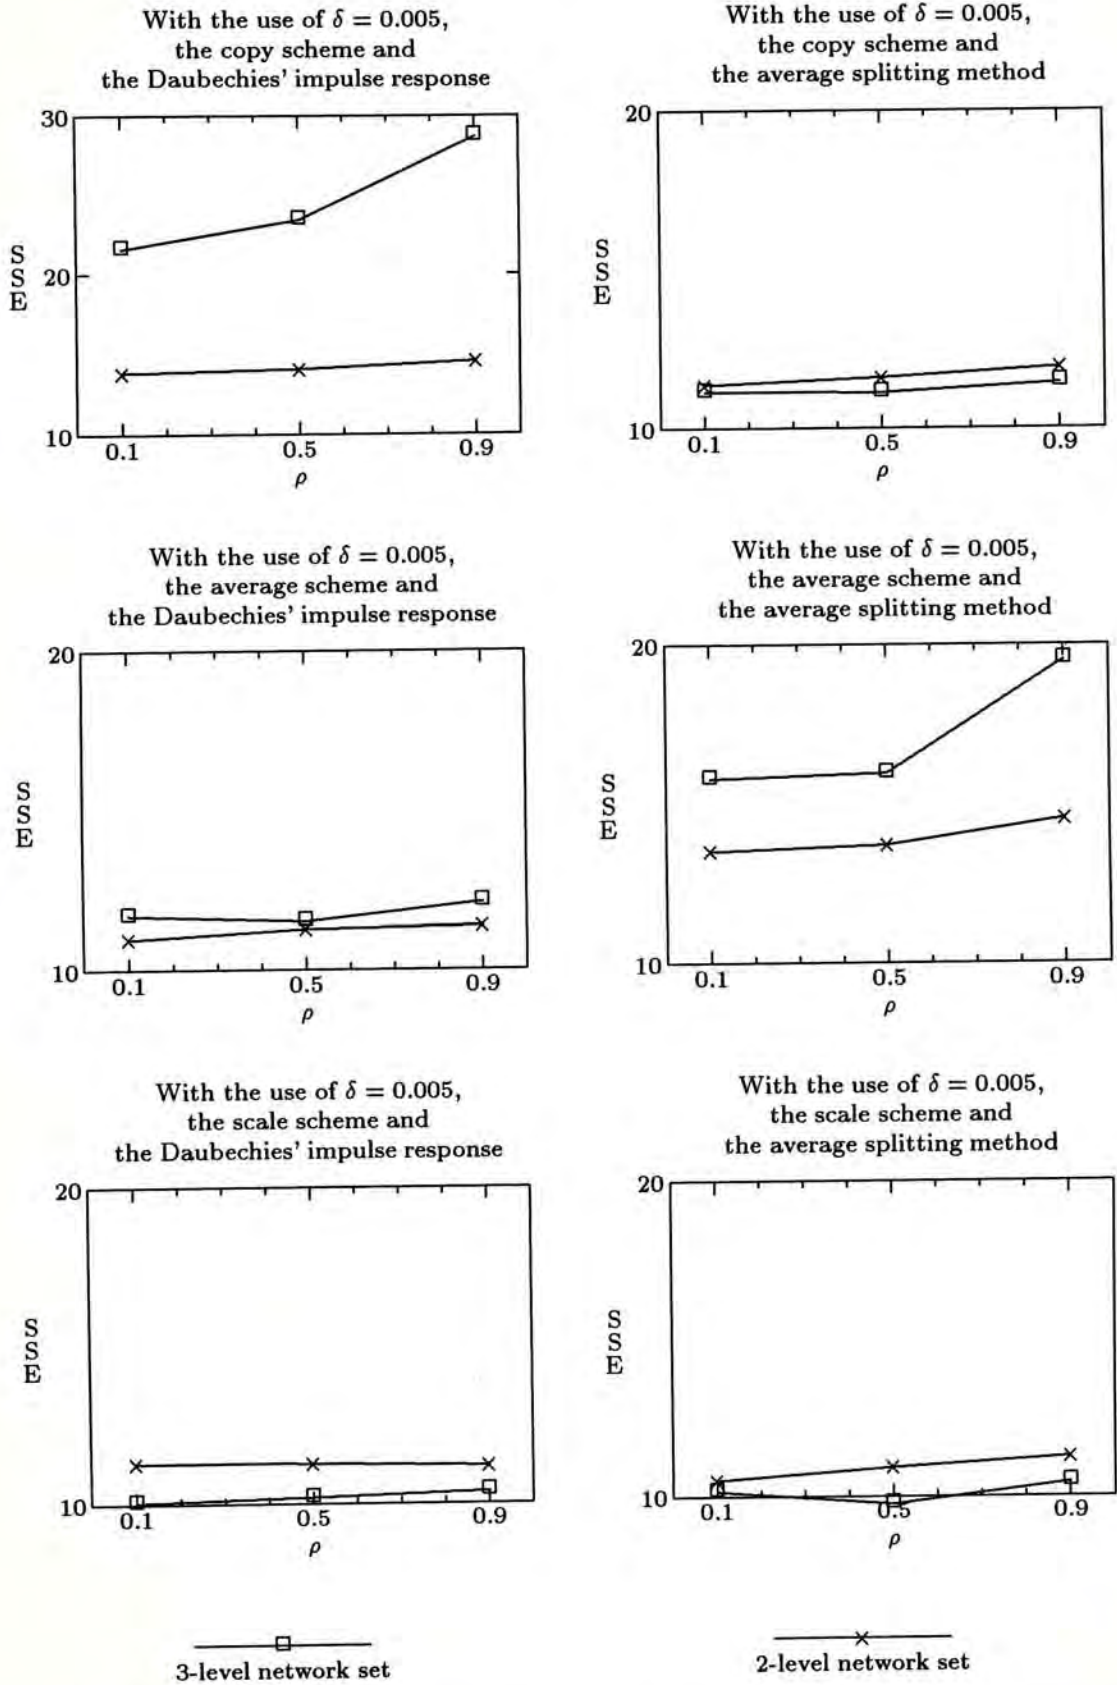 With the use of δ = 0.005,
the copy scheme and
the Daubechies' impulse response
30
20
10
S
S
E
0.1 0.5 0.9
ρ
With the use of δ = 0.005,
the copy scheme and
the average splitting method
20
10
S
S
E
0.1 0.5 0.9
ρ
With the use of δ = 0.005,
the average scheme and
the Daubechies' impulse response
20
10
S
S
E
0.1 0.5 0.9
ρ
With the use of δ = 0.005,
the average scheme and
the average splitting method
20
10
S
S
E
0.1 0.5 0.9
ρ
With the use of δ = 0.005,
the scale scheme and
the Daubechies' impulse response
20
10
S
S
E
0.1 0.5 0.9
ρ
With the use of δ = 0.005,
the scale scheme and
the average splitting method
20
10
S
S
E
0.1 0.5 0.9
ρ
3-level network set
2-level network set